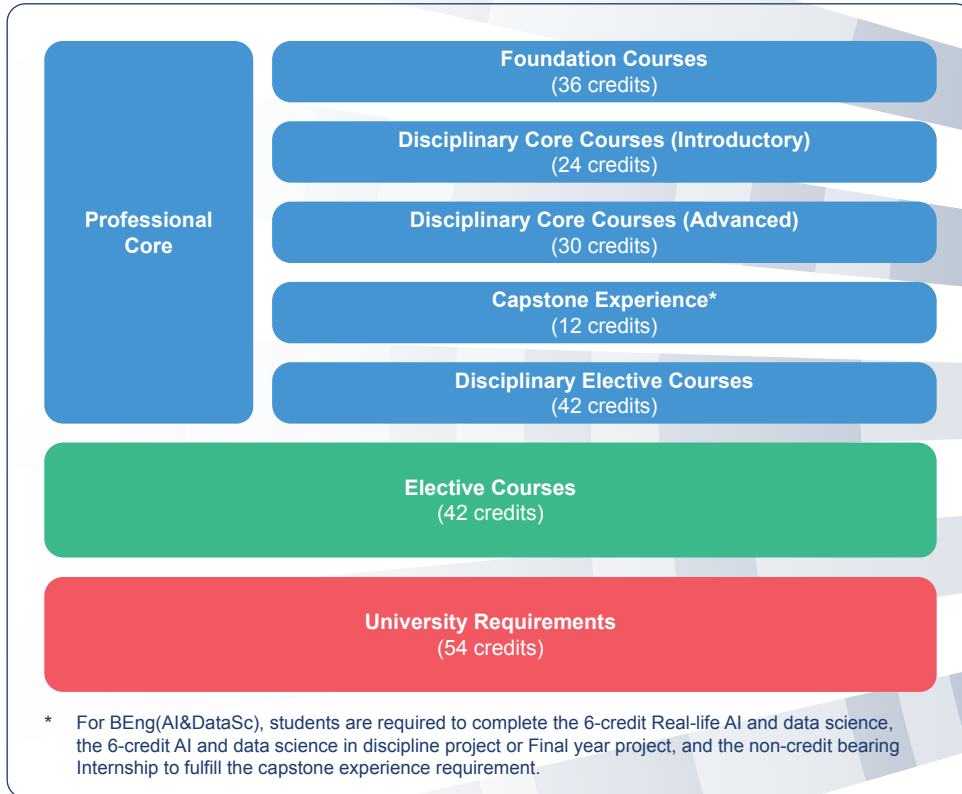 Professional
Core
Foundation Courses
(36 credits)
Disciplinary Core Courses (Introductory)
(24 credits)
Disciplinary Core Courses (Advanced)
(30 credits)
Capstone Experience*
(12 credits)
Disciplinary Elective Courses
(42 credits)
Elective Courses
(42 credits)
University Requirements
(54 credits)
* For BEng(AI&DataSc), students are required to complete the 6-credit Real-life AI and data science,
the 6-credit AI and data science in discipline project or Final year project, and the non-credit bearing
Internship to fulfill the capstone experience requirement.